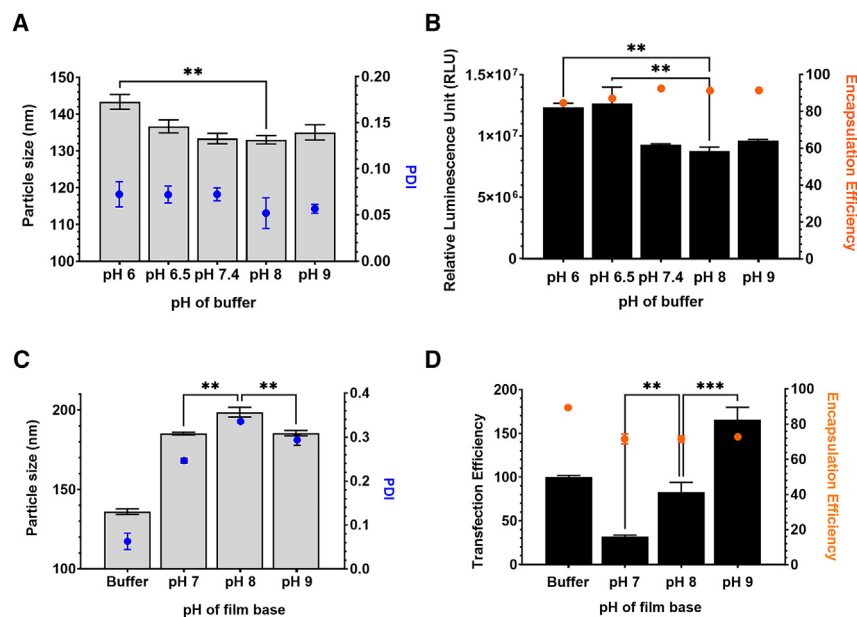 A
**
150
140
130
120
110
100
Particle size (nm)
0.20
0.15
0.10
0.05
0.00
PDI
pH 6 pH 6.5 pH 7.4 pH 8 pH 9
pH of buffer
B
**
**
1.5×10⁷
1×10⁷
5×10⁶
0
Relative Luminescence Unit (RLU)
100
80
60
40
20
0
Encapsulation Efficiency
pH 6 pH 6.5 pH 7.4 pH 8 pH 9
pH of buffer
C
** **
200
150
100
Particle size (nm)
0.4
0.3
0.2
0.1
0.0
PDI
Buffer pH 7 pH 8 pH 9
pH of film base
D
** ***
200
150
100
50
0
Transfection Efficiency
100
80
60
40
20
0
Encapsulation Efficiency
Buffer pH 7 pH 8 pH 9
pH of film base